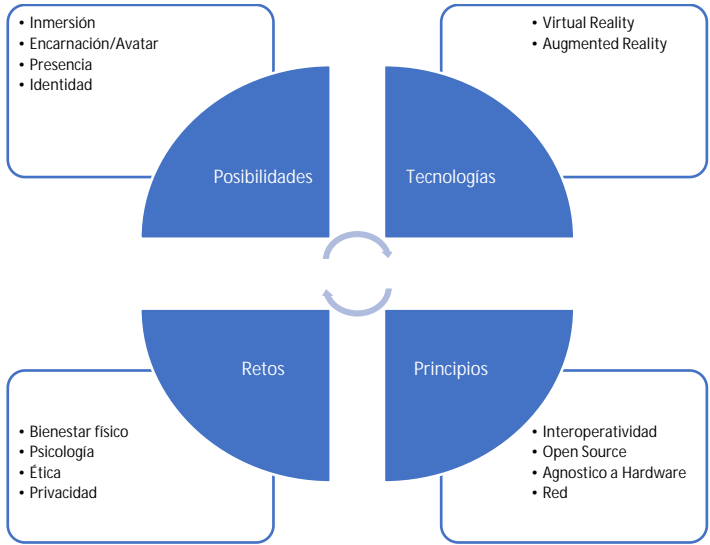 • Inmersión
• Encarnación/Avatar
• Presencia
• Identidad
Posibilidades
• Virtual Reality
• Augmented Reality
Tecnologías
Retos
• Bienestar físico
• Psicología
• Ética
• Privacidad
Principios
• Interoperatividad
• Open Source
• Agnostico a Hardware
• Red